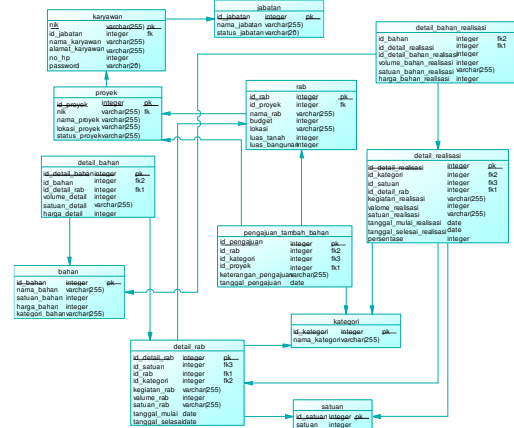 karyawan
nik varchar(255) pk
id_jabatan integer fk
nama_karyawan varchar(255)
alamat_karyawan varchar(255)
no_hp integer
password varchar(20)
jabatan
id_jabatan integer pk
nama_jabatan varchar(255)
status_jabatan varchar(20)
detail_bahan_realisasi
id_bahan integer fk2
id_detail_realisasi integer fk1
id_detail_bahan_realisasi integer
volume_bahan_realisasi integer
satuan_bahan_realisasi varchar(255)
harga_bahan_realisasi integer
proyek
id_proyek integer pk
nik varchar(255) fk
nama_proyek varchar(255)
lokasi_proyek varchar(255)
status_proyek varchar(255)
rab
id_rab integer pk
id_proyek integer fk
nama_rab varchar(255)
budget integer
lokasi varchar(255)
luas_tanah integer
luas_bangunan integer
detail_bahan
id_detail_bahan integer pk
id_bahan integer fk2
id_detail_rab integer fk1
volume_detail integer
satuan_detail varchar(255)
harga_detail integer
detail_realisasi
id_detail_realisasi integer pk
id_kategori integer fk2
id_satuan integer fk3
id_detail_rab integer fk1
kegiatan_realisasi varchar(255)
valome_realisasi integer
satuan_realisasi varchar(255)
tanggal_mulai_realisasi date
tanggal_selesai_realisasi date
persentase integer
pengajuan_tambah_bahan
id_pengajuan integer pk
id_rab integer fk2
id_kategori integer fk3
id_proyek integer fk1
keterangan_pengajuan varchar(255)
tanggal_pengajuan date
bahan
id_bahan integer pk
nama_bahan varchar(255)
satuan_bahan integer
harga_bahan integer
kategori_bahan varchar(255)
kategori
id_kategori integer pk
nama_kategori varchar(255)
detail_rab
id_detail_rab integer pk
id_satuan integer fk3
id_rab integer fk1
id_kategori integer fk2
kegiatan_rab varchar(255)
valume_rab integer
satuan_rab varchar(255)
tanggal_mulai date
tanggal_selasai date
satuan
id_satuan integer pk
satuan integer